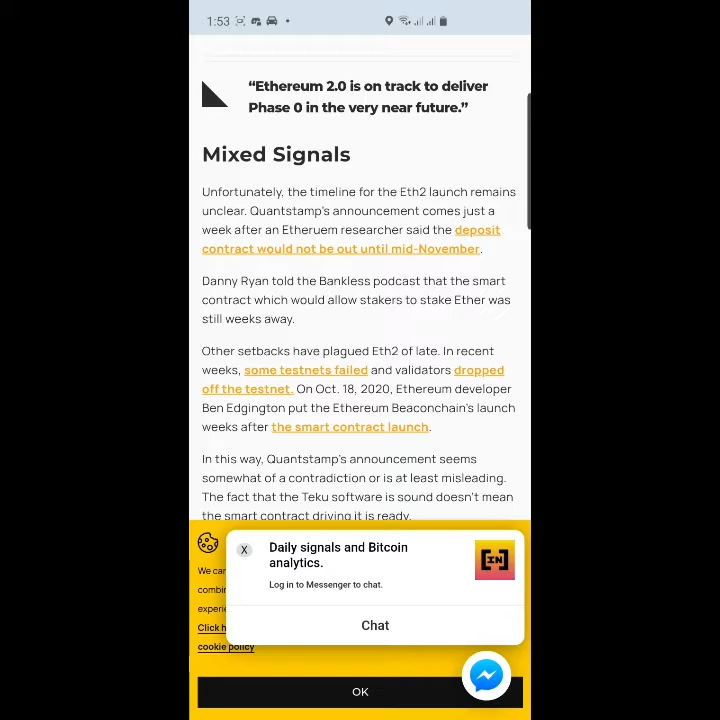 1:53
“Ethereum 2.0 is on track to deliver
Phase 0 in the very near future.”
Mixed Signals
Unfortunately, the timeline for the Eth2 launch remains
unclear. Quantstamp's announcement comes just a
week after an Etheruem researcher said the deposit
contract would not be out until mid-November.
Danny Ryan told the Bankless podcast that the smart
contract which would allow stakers to stake Ether was
still weeks away.
Other setbacks have plagued Eth2 of late. In recent
weeks, some testnets failed and validators dropped
off the testnet. On Oct. 18, 2020, Ethereum developer
Ben Edgington put the Ethereum Beaconchain's launch
weeks after the smart contract launch.
In this way, Quantstamp's announcement seems
somewhat of a contradiction or is at least misleading.
The fact that the Teku software is sound doesn't mean
the smart contract driving it is ready.
X
Daily signals and Bitcoin
analytics.
[IN]
Log in to Messenger to chat.
Chat
We
Click
cookie policy
OK